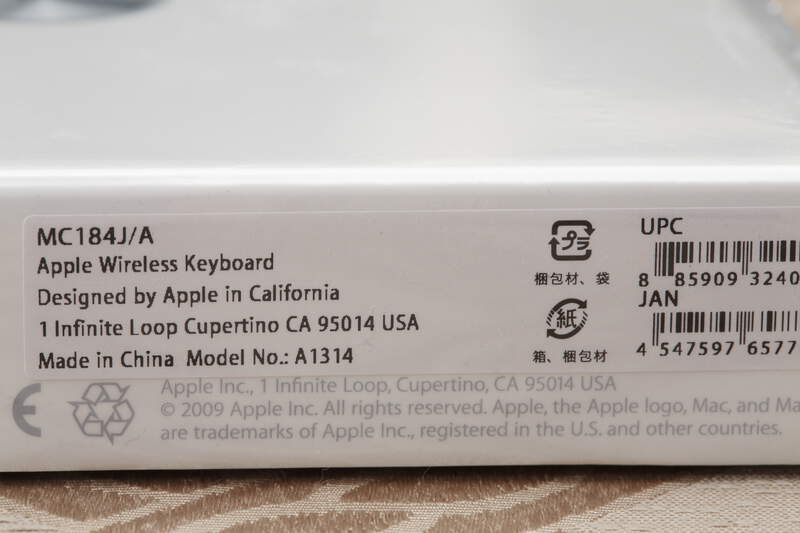 MC184J/A
Apple Wireless Keyboard
Designed by Apple in California
1 Infinite Loop Cupertino CA 95014 USA
Made in China Model No.: A1314
プラ
梱包材、袋
紙
箱、梱包材
UPC
8 85909 3240
JAN
4 547597 6577
CE
Apple Inc., 1 Infinite Loop, Cupertino, CA 95014 USA
© 2009 Apple Inc. All rights reserved. Apple, the Apple logo, Mac, and
are trademarks of Apple Inc., registered in the U.S. and other countries.